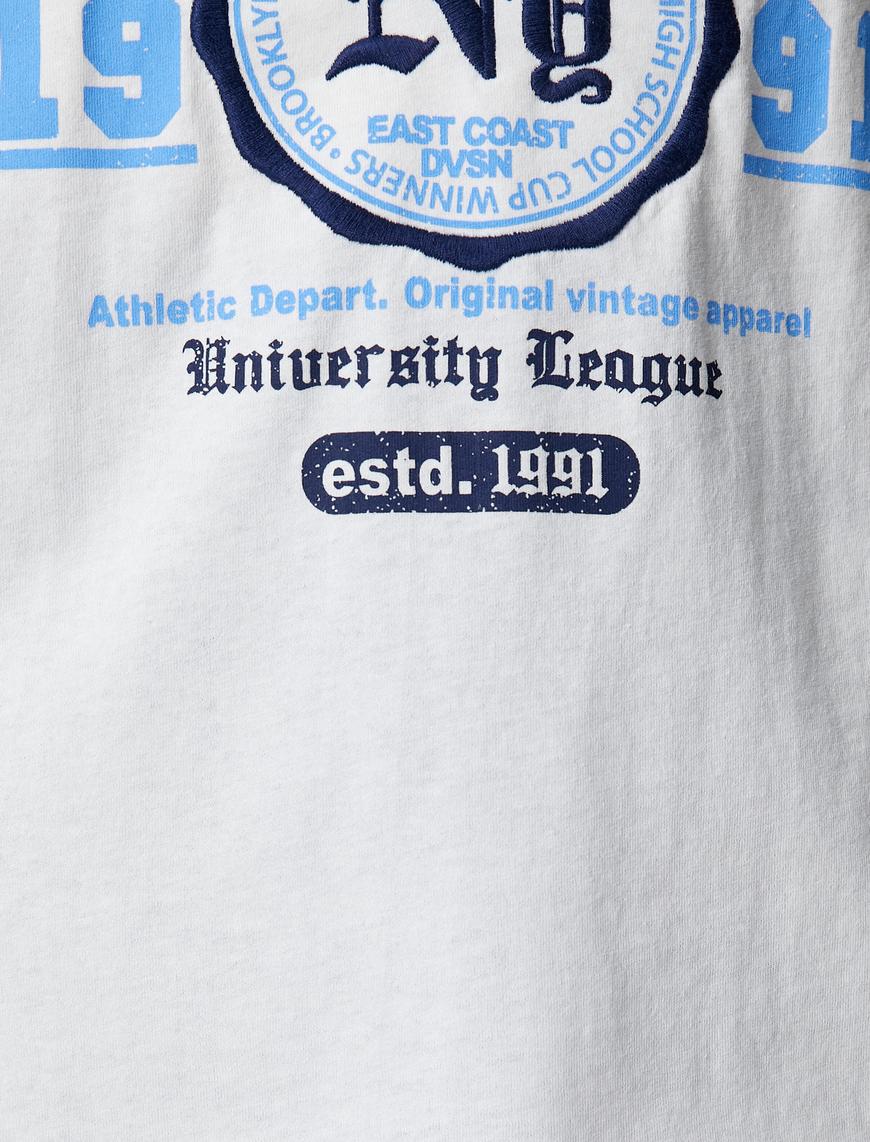 19
91
Ny
BROOKLYN
HIGH SCHOOL CUP WINNERS •
EAST COAST
DVSN
Athletic Depart. Original vintage apparel
University League
estd. 1991